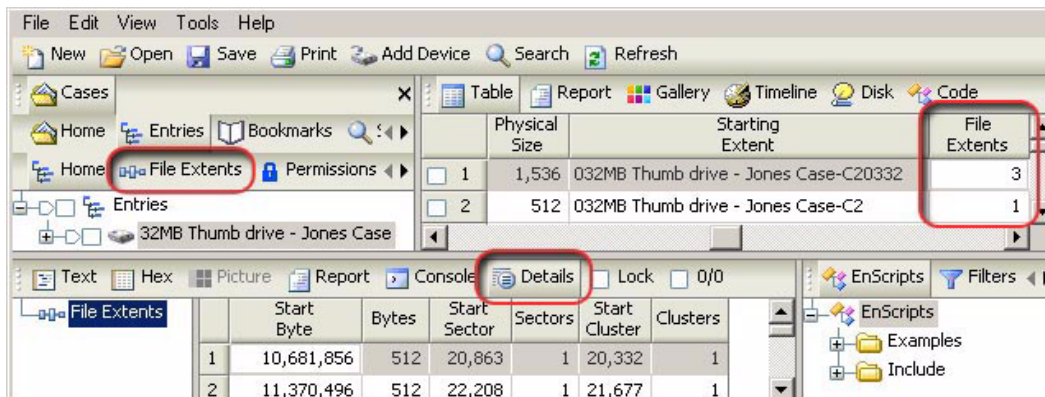 File Edit View Tools Help
New Open Save Print Add Device Search Refresh
Cases
Home Entries Bookmarks
Home File Extents Permissions
Entries
32MB Thumb drive - Jones Case
Table Report Gallery Timeline Disk Code
Physical Size Starting Extent File Extents
1 1,536 032MB Thumb drive - Jones Case-C20332 3
2 512 032MB Thumb drive - Jones Case-C2 1
Text Hex Picture Report Console Details Lock 0/0
File Extents
Start Byte Bytes Start Sector Sectors Start Cluster Clusters
1 10,681,856 512 20,863 1 20,332 1
2 11,370,496 512 22,208 1 21,677 1
EnScripts Filters
EnScripts
Examples
Include